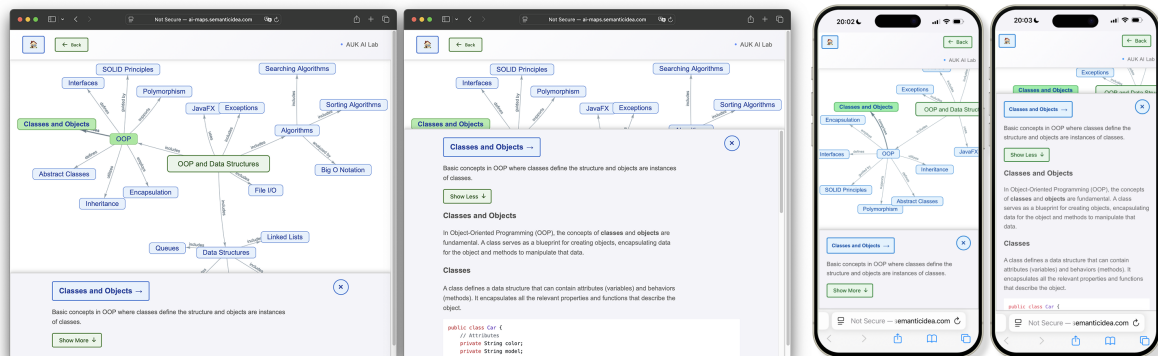 Not Secure — ai-maps.semanticidea.com
← Back
AUK AI Lab
SOLID Principles
Searching Algorithms
Interfaces
Polymorphism
JavaFX
Exceptions
Sorting Algorithms
Classes and Objects
OOP
Algorithms
OOP and Data Structures
Abstract Classes
Big O Notation
Encapsulation
File I/O
Inheritance
includes
Linked Lists
Queues
Data Structures
Classes and Objects →
Basic concepts in OOP where classes define the structure and objects are instances
of classes.
Show More ↓
Not Secure — ai-maps.semanticidea.com
← Back
AUK AI Lab
SOLID Principles
Searching Algorithms
Interfaces
Polymorphism
JavaFX
Exceptions
Sorting Algorithms
Classes and Objects
Classes and Objects →
Basic concepts in OOP where classes define the structure and objects are instances
of classes.
Show Less ↓
Classes and Objects
In Object-Oriented Programming (OOP), the concepts of classes and objects are
fundamental. A class serves as a blueprint for creating objects, encapsulating data
for the object and methods to manipulate that data.
Classes
A class defines a data structure that can contain attributes (variables) and behaviors
(methods). It encapsulates all the relevant properties and functions that describe the
object.
public class Car {
// Attributes
private String color;
private String model;
20:02
← Back
AUK AI Lab
Exceptions
Classes and Objects
OOP and Data Struct
Encapsulation
Interfaces
OOP
JavaF
Inheritance
SOLID Principles
Abstract Classes
Polymorphism
Classes and Objects →
Basic concepts in OOP where classes define the
structure and objects are instances of classes.
Show More ↓
Not Secure — semanticidea.com
20:03
← Back
AUK AI Lab
Exceptions
Classes and Objects
Classes and Objects →
Basic concepts in OOP where classes define the
structure and objects are instances of classes.
Show Less ↓
Classes and Objects
In Object-Oriented Programming (OOP), the concepts
of classes and objects are fundamental. A class
serves as a blueprint for creating objects, encapsulating
data for the object and methods to manipulate that
data.
Classes
A class defines a data structure that can contain
attributes (variables) and behaviors (methods). It
encapsulates all the relevant properties and functions
that describe the object.
public class Car {
Not Secure — semanticidea.com